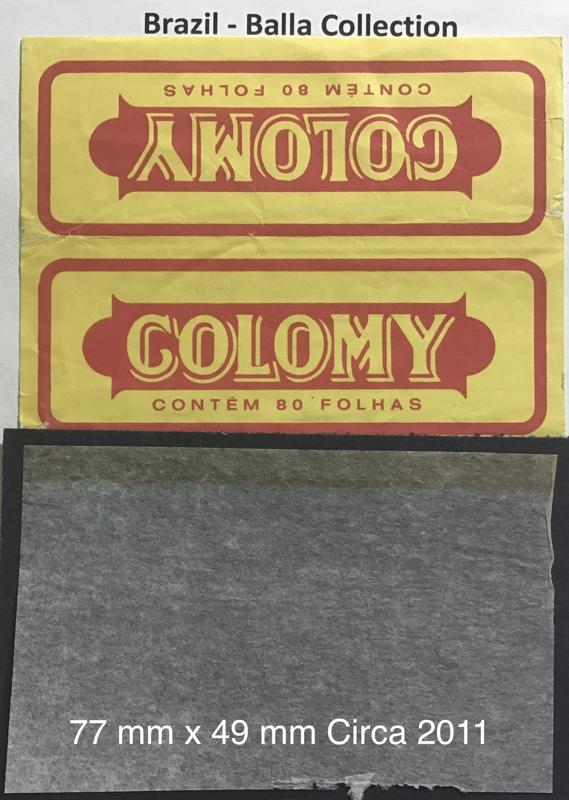 Brazil - Balla Collection
CONTÉM 80 FOLHAS
COLOMY
COLOMY
CONTÉM 80 FOLHAS
77 mm x 49 mm Circa 2011